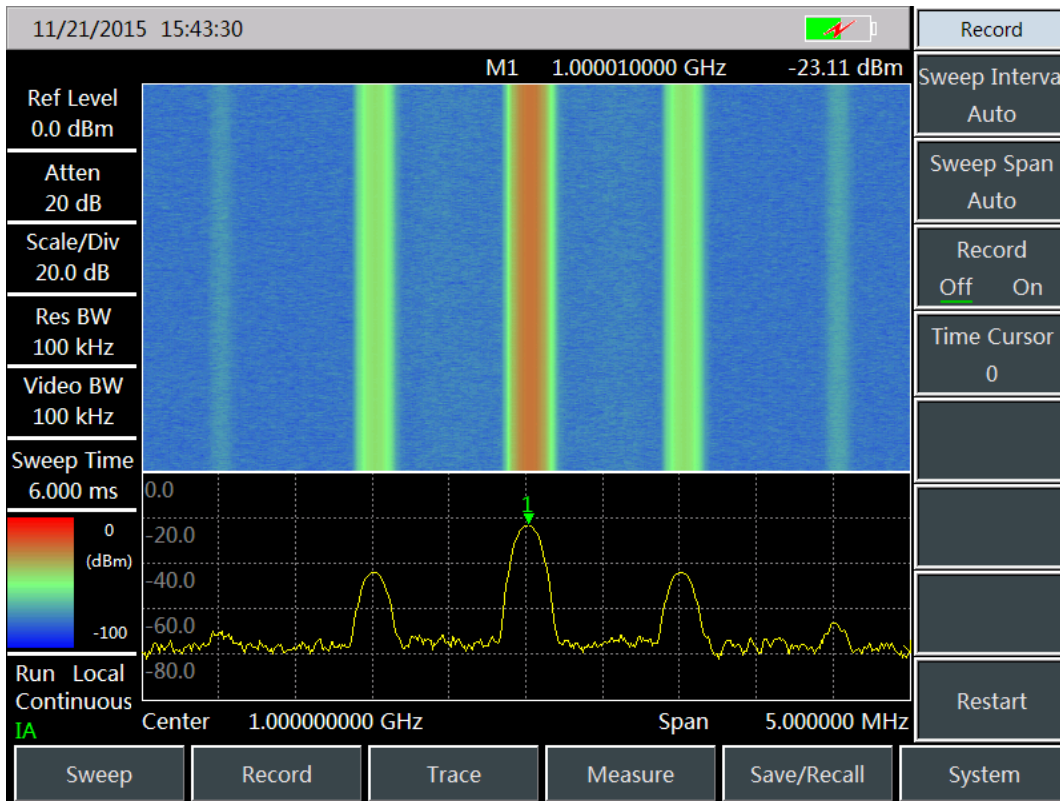 11/21/2015 15:43:30
Record
M1 1.000010000 GHz -23.11 dBm
Ref Level
0.0 dBm
Atten
20 dB
Scale/Div
20.0 dB
Res BW
100 kHz
Video BW
100 kHz
Sweep Time
6.000 ms
0
(dBm)
-100
Run Local
Continuous
IA
1
0.0
-20.0
-40.0
-60.0
-80.0
Center 1.000000000 GHz Span 5.000000 MHz
Sweep Interva
Auto
Sweep Span
Auto
Record
Off On
Time Cursor
0
Restart
Sweep Record Trace Measure Save/Recall System